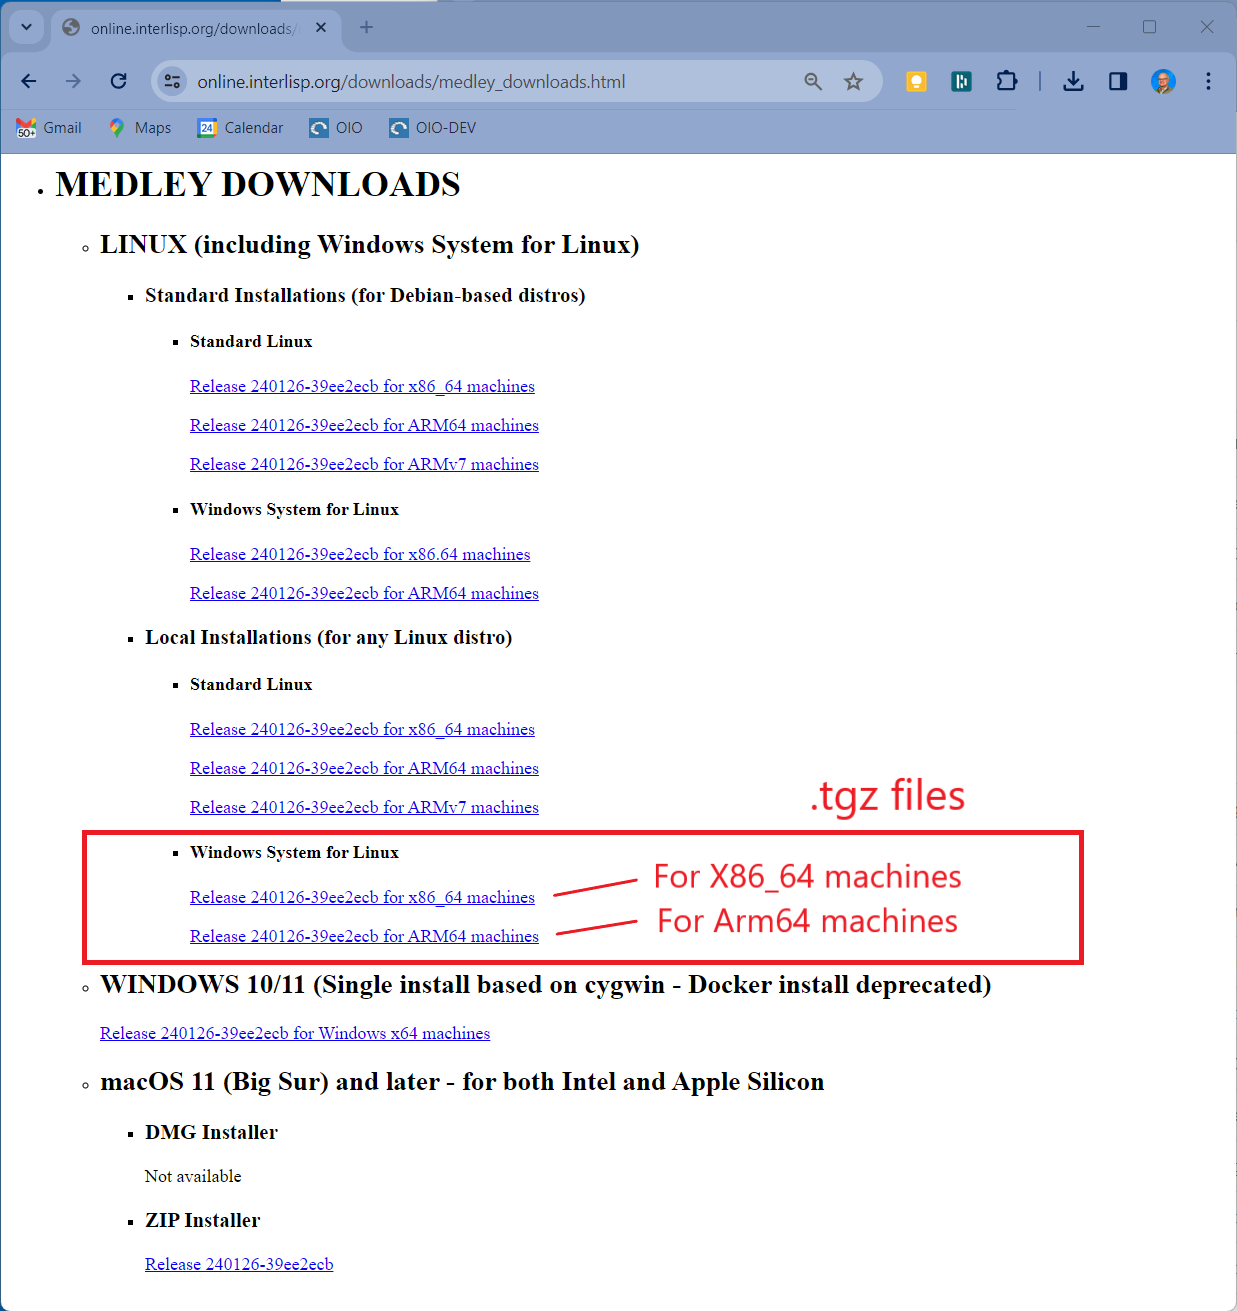 online.interlisp.org/downloads/
online.interlisp.org/downloads/medley_downloads.html
50+ Gmail Maps 24 Calendar OIO OIO-DEV
MEDLEY DOWNLOADS
LINUX (including Windows System for Linux)
Standard Installations (for Debian-based distros)
Standard Linux
Release 240126-39ee2ecb for x86_64 machines
Release 240126-39ee2ecb for ARM64 machines
Release 240126-39ee2ecb for ARMv7 machines
Windows System for Linux
Release 240126-39ee2ecb for x86.64 machines
Release 240126-39ee2ecb for ARM64 machines
Local Installations (for any Linux distro)
Standard Linux
Release 240126-39ee2ecb for x86_64 machines
Release 240126-39ee2ecb for ARM64 machines
Release 240126-39ee2ecb for ARMv7 machines
.tgz files
Windows System for Linux
Release 240126-39ee2ecb for x86_64 machines For X86_64 machines
Release 240126-39ee2ecb for ARM64 machines For Arm64 machines
WINDOWS 10/11 (Single install based on cygwin - Docker install deprecated)
Release 240126-39ee2ecb for Windows x64 machines
macOS 11 (Big Sur) and later - for both Intel and Apple Silicon
DMG Installer
Not available
ZIP Installer
Release 240126-39ee2ecb